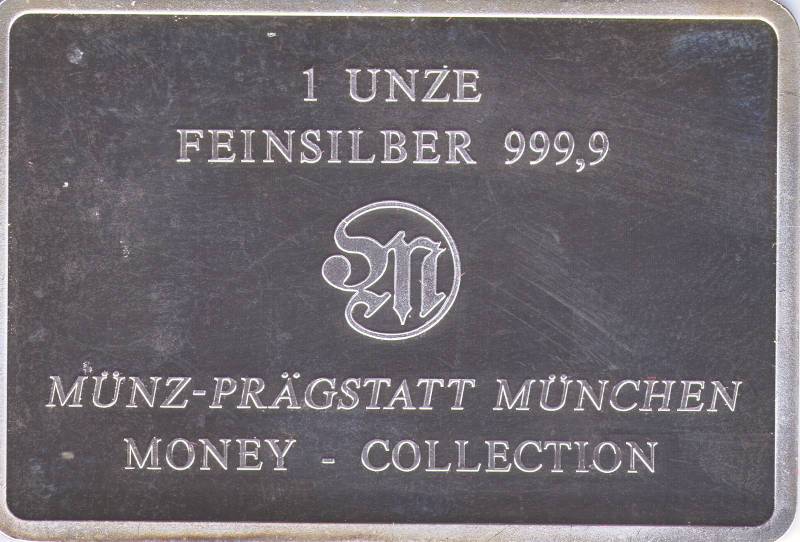 1 UNZE
FEINSILBER 999,9
M
MÜNZ-PRÄGSTATT MÜNCHEN
MONEY - COLLECTION